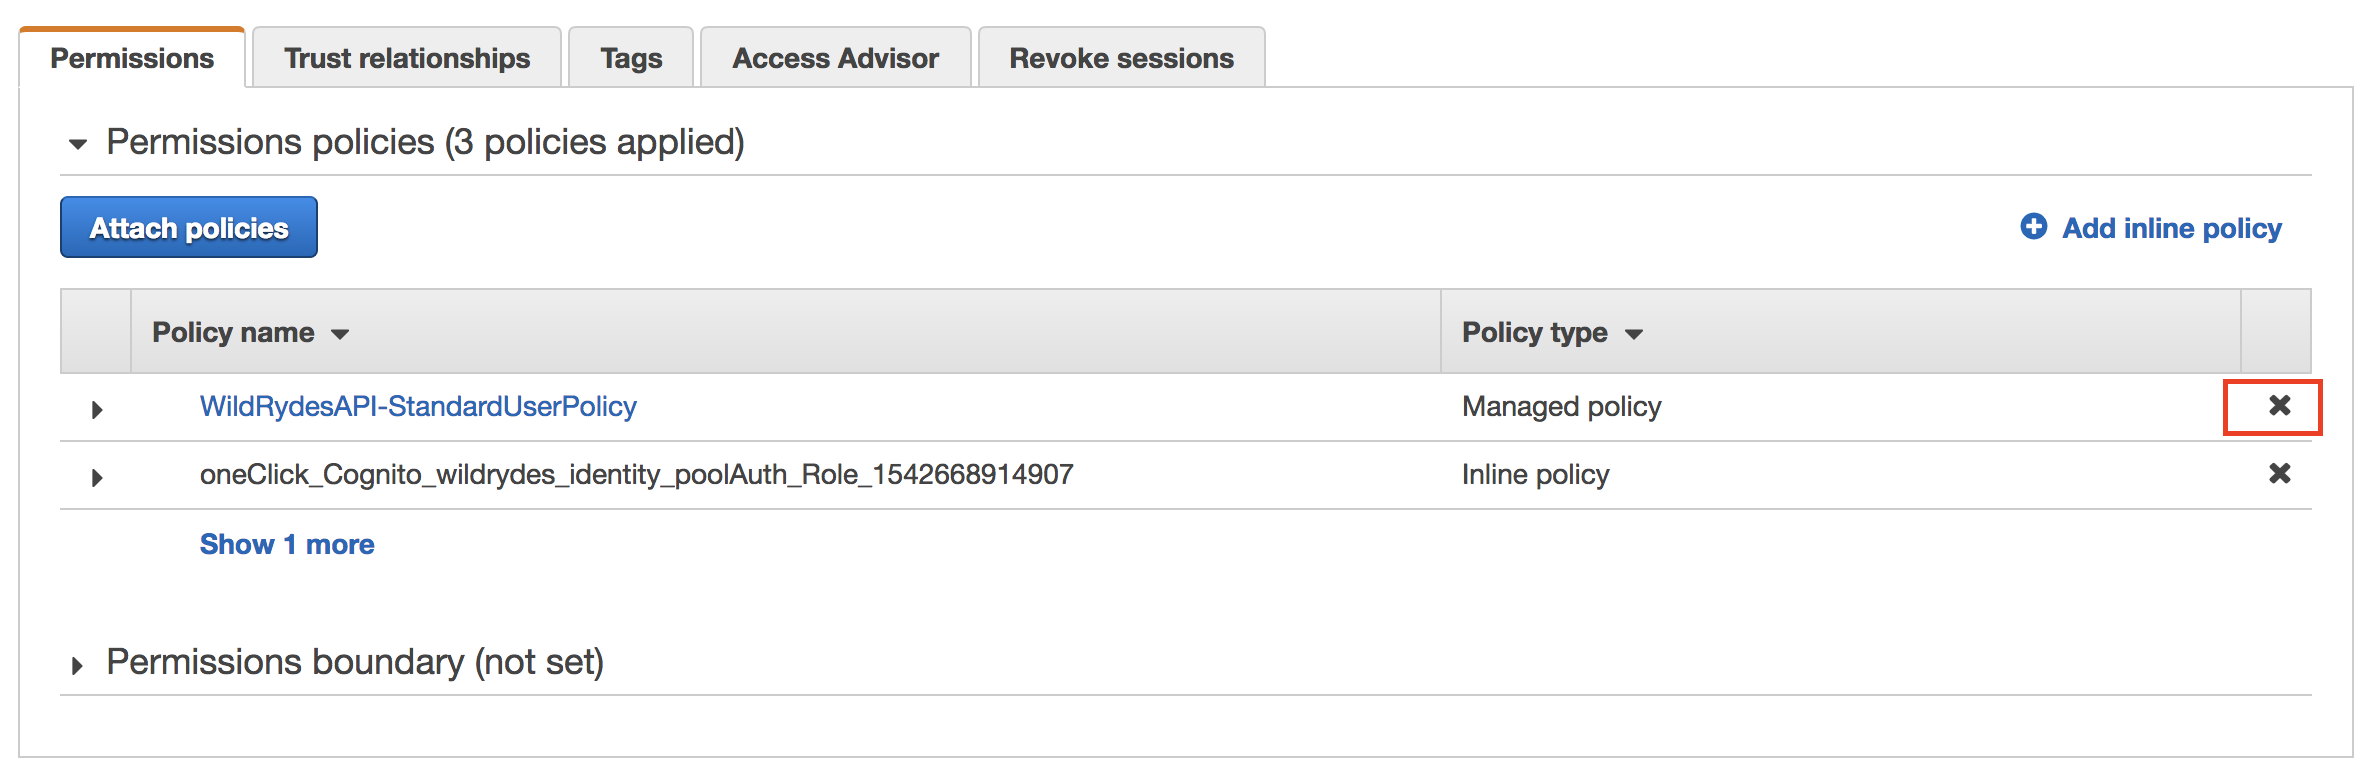 Permissions Trust relationships Tags Access Advisor Revoke sessions
Permissions policies (3 policies applied)
Attach policies Add inline policy
Policy name Policy type
WildRydesAPI-StandardUserPolicy Managed policy
oneClick_Cognito_wildrydes_identity_poolAuth_Role_1542668914907 Inline policy
Show 1 more
Permissions boundary (not set)